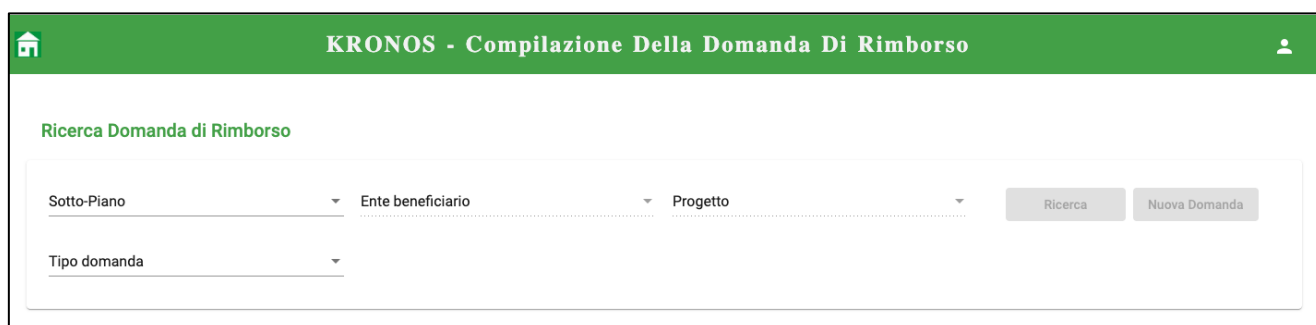 KRONOS - Compilazione Della Domanda Di Rimborso
Ricerca Domanda di Rimborso
Sotto-Piano Ente beneficiario Progetto Ricerca Nuova Domanda
Tipo domanda